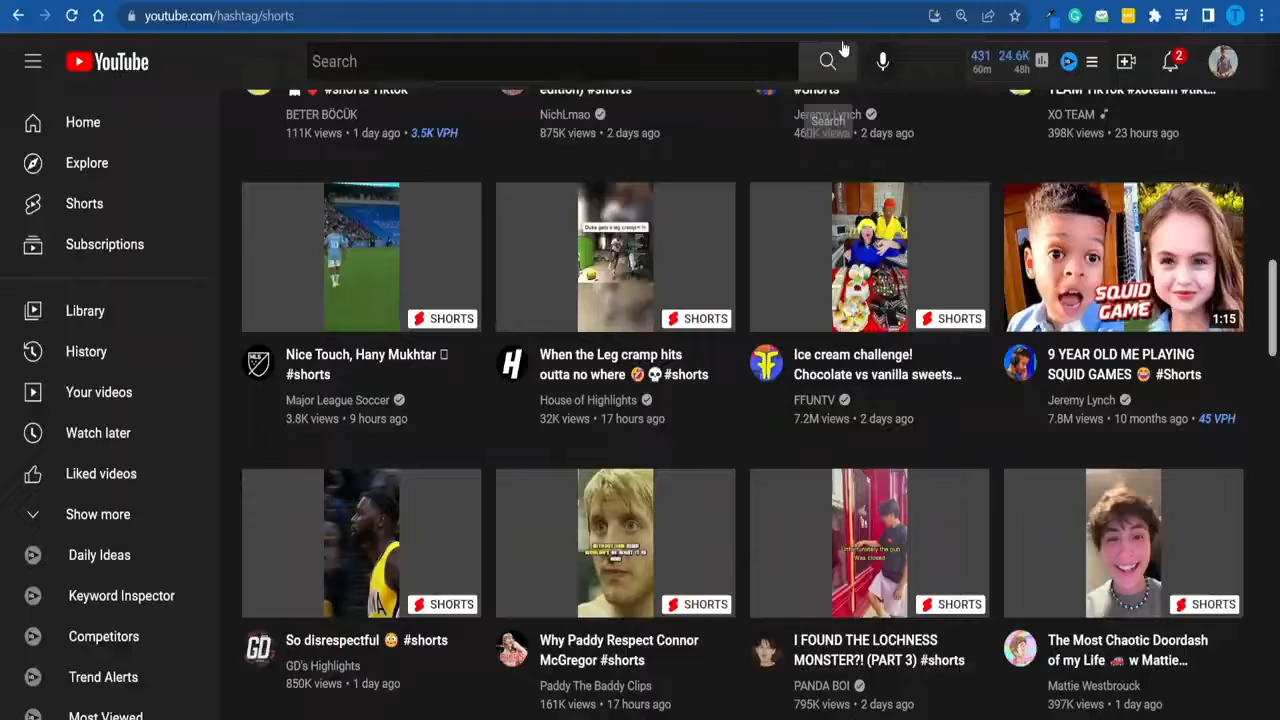 youtube.com/hashtag/shorts
YouTube
Search
431 24.6K
60m 48h
2
Home
Explore
Shorts
Subscriptions
Library
History
Your videos
Watch later
Liked videos
Show more
Daily Ideas
Keyword Inspector
Competitors
Trend Alerts
Most Viewed
#shorts Tiktok
BETER BÖCÜK
111K views • 1 day ago • 3.5K VPH
edition) #shorts
NichLmao
875K views • 2 days ago
#Shorts
Jeremy Lynch
460K views • 2 days ago
Search
TEAM TikTok #xoteam #tikt...
XO TEAM
398K views • 23 hours ago
SHORTS
Nice Touch, Hany Mukhtar
#shorts
Major League Soccer
3.8K views • 9 hours ago
SHORTS
When the Leg cramp hits
outta no where 🤣💀#shorts
House of Highlights
32K views • 17 hours ago
SHORTS
Ice cream challenge!
Chocolate vs vanilla sweets...
FFUNTV
7.2M views • 2 days ago
SQUID
GAME
1:15
9 YEAR OLD ME PLAYING
SQUID GAMES 😂 #Shorts
Jeremy Lynch
7.8M views • 10 months ago • 45 VPH
SHORTS
GD
So disrespectful 😳 #shorts
GD's Highlights
850K views • 1 day ago
SHORTS
Why Paddy Respect Connor
McGregor #shorts
Paddy The Baddy Clips
161K views • 17 hours ago
Unfortunately the pub
Was closed
SHORTS
I FOUND THE LOCHNESS
MONSTER?! (PART 3) #shorts
PANDA BOI
795K views • 2 days ago
SHORTS
The Most Chaotic Doordash
of my Life 🚗 w Mattie...
Mattie Westbrouck
397K views • 1 day ago